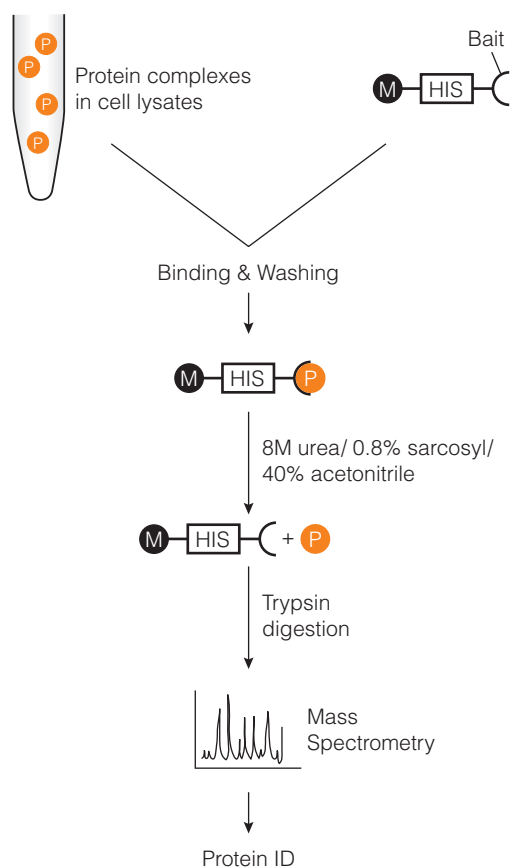 P
P
P
P
Protein complexes
in cell lysates
Bait
M HIS
Binding & Washing
M HIS P
8M urea/ 0.8% sarcosyl/
40% acetonitrile
M HIS + P
Trypsin
digestion
Mass
Spectrometry
Protein ID